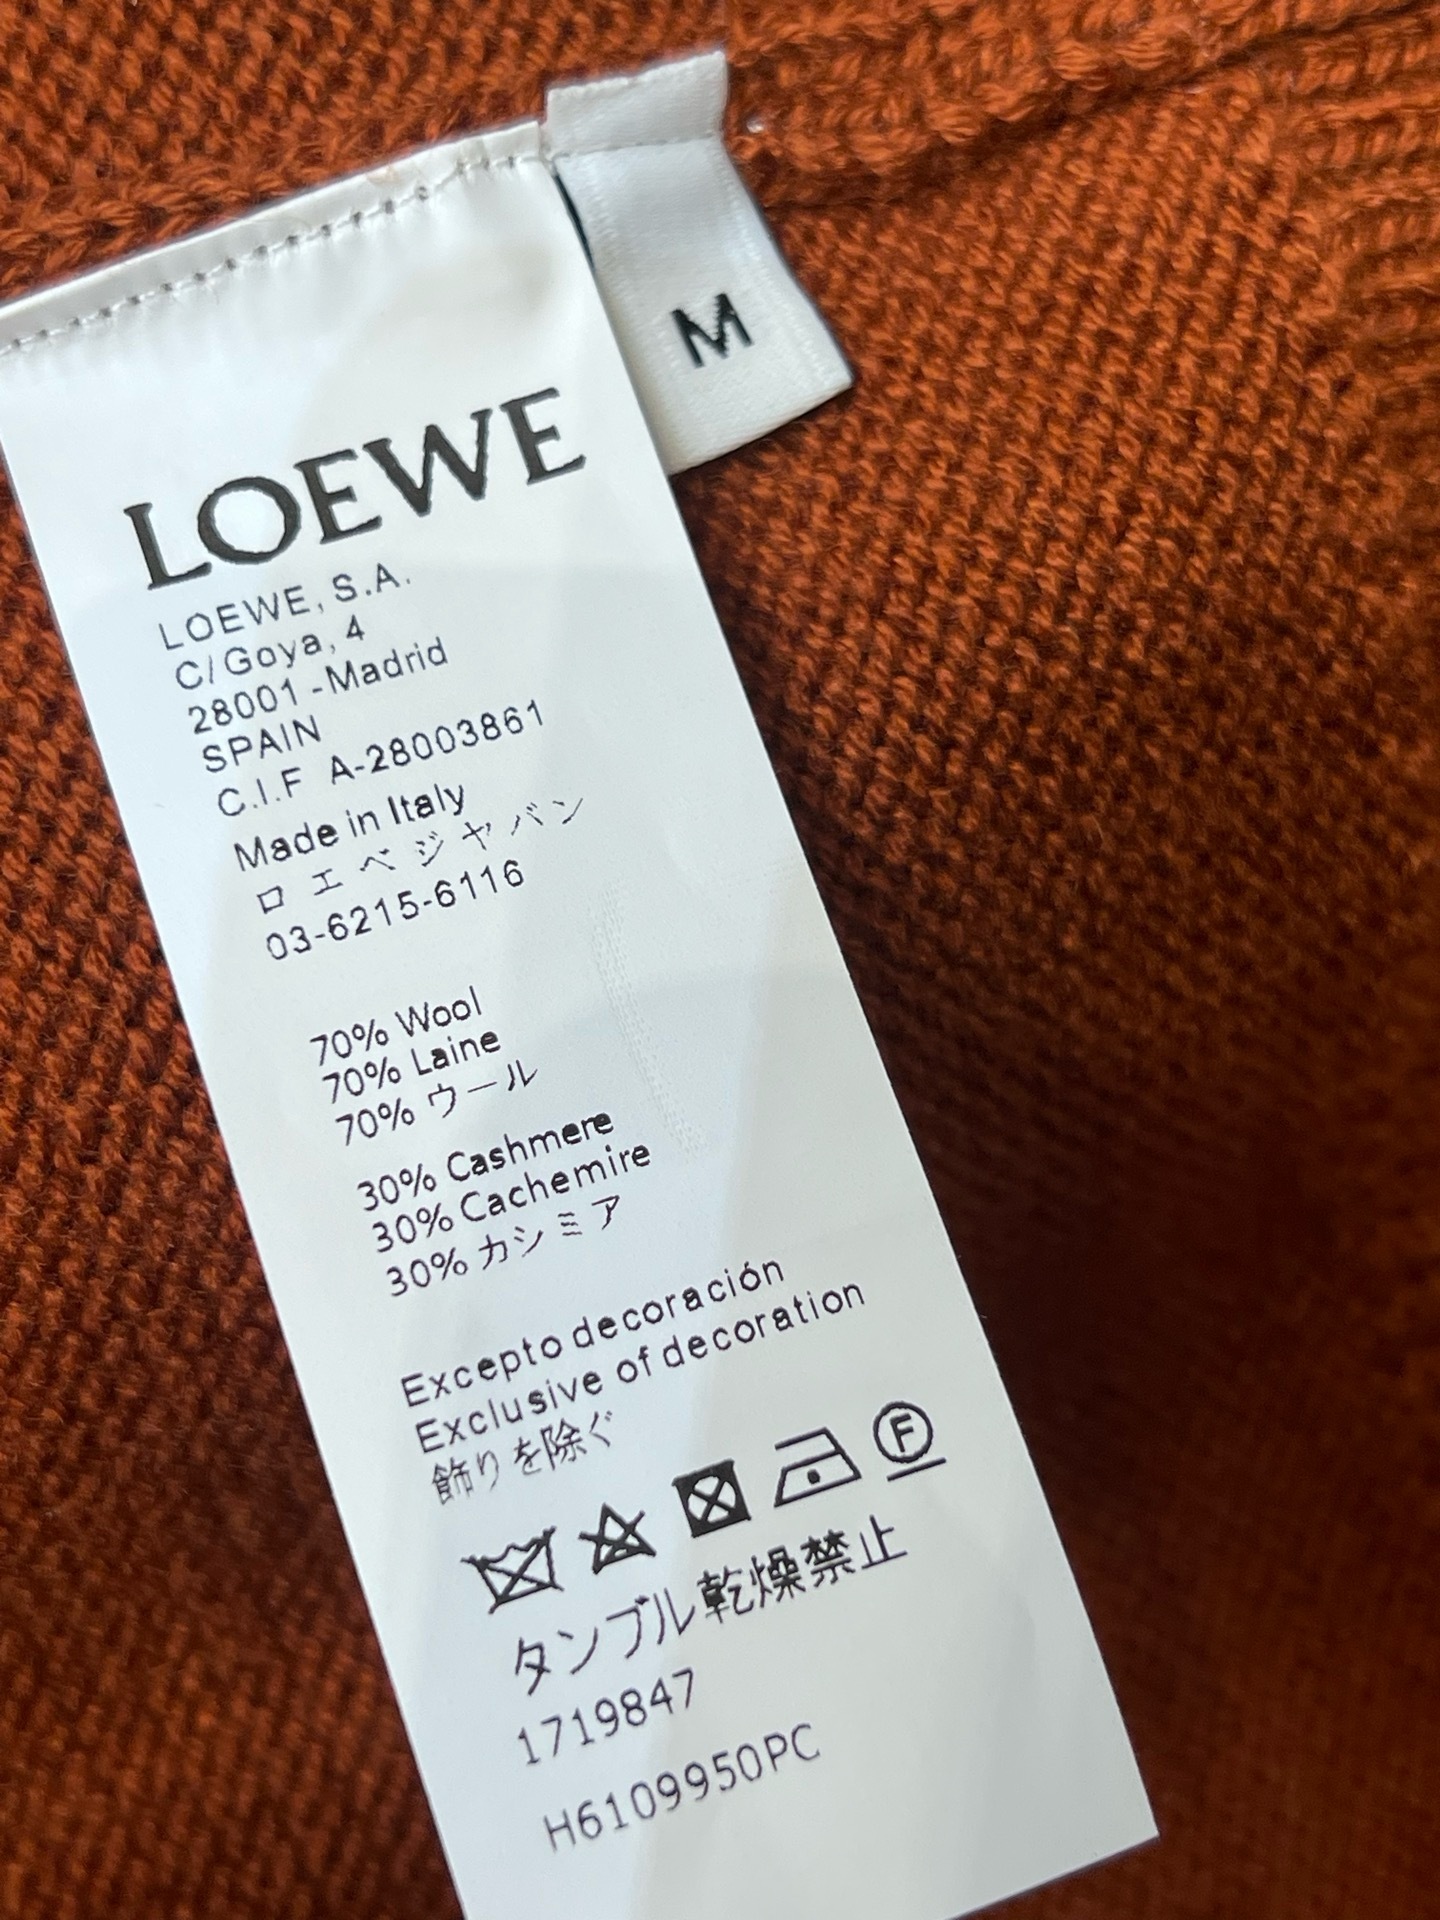 M
LOEWE
LOEWE, S.A.
C/Goya, 4
28001 -Madrid
SPAIN
C.I.F A-28003861
Made in Italy
ロエベジャパン
03-6215-6116
70% Wool
70% Laine
70% ウール
30% Cashmere
30% Cachemire
30% カシミア
Excepto decoración
Exclusive of decoration
飾りを除ぐ
F
タンブル乾燥禁止
1719847
H6109950PC